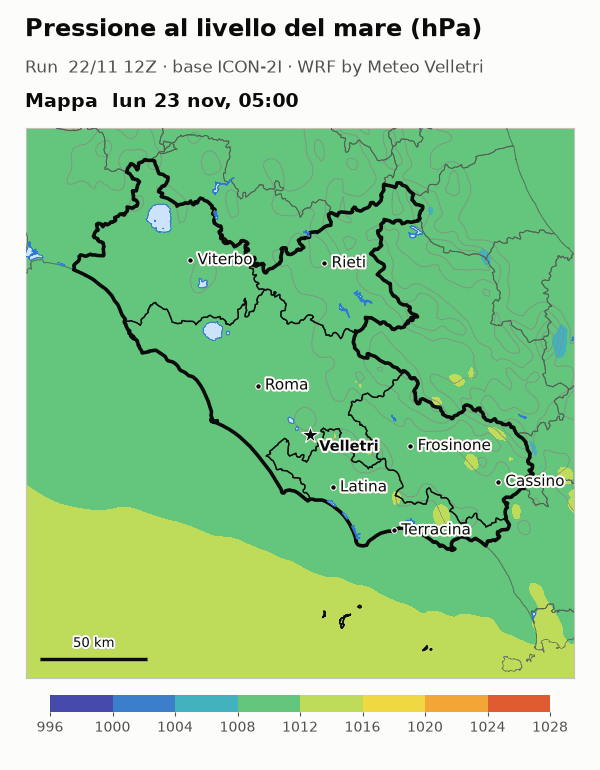 Pressione al livello del mare (hPa)
Run  22/11 12Z · base ICON-2I · WRF by Meteo Velletri
Mappa  lun 23 nov, 05:00
Viterbo
Rieti
Roma
Velletri
Frosinone
Cassino
Latina
Terracina
50 km
996 1000 1004 1008 1012 1016 1020 1024 1028